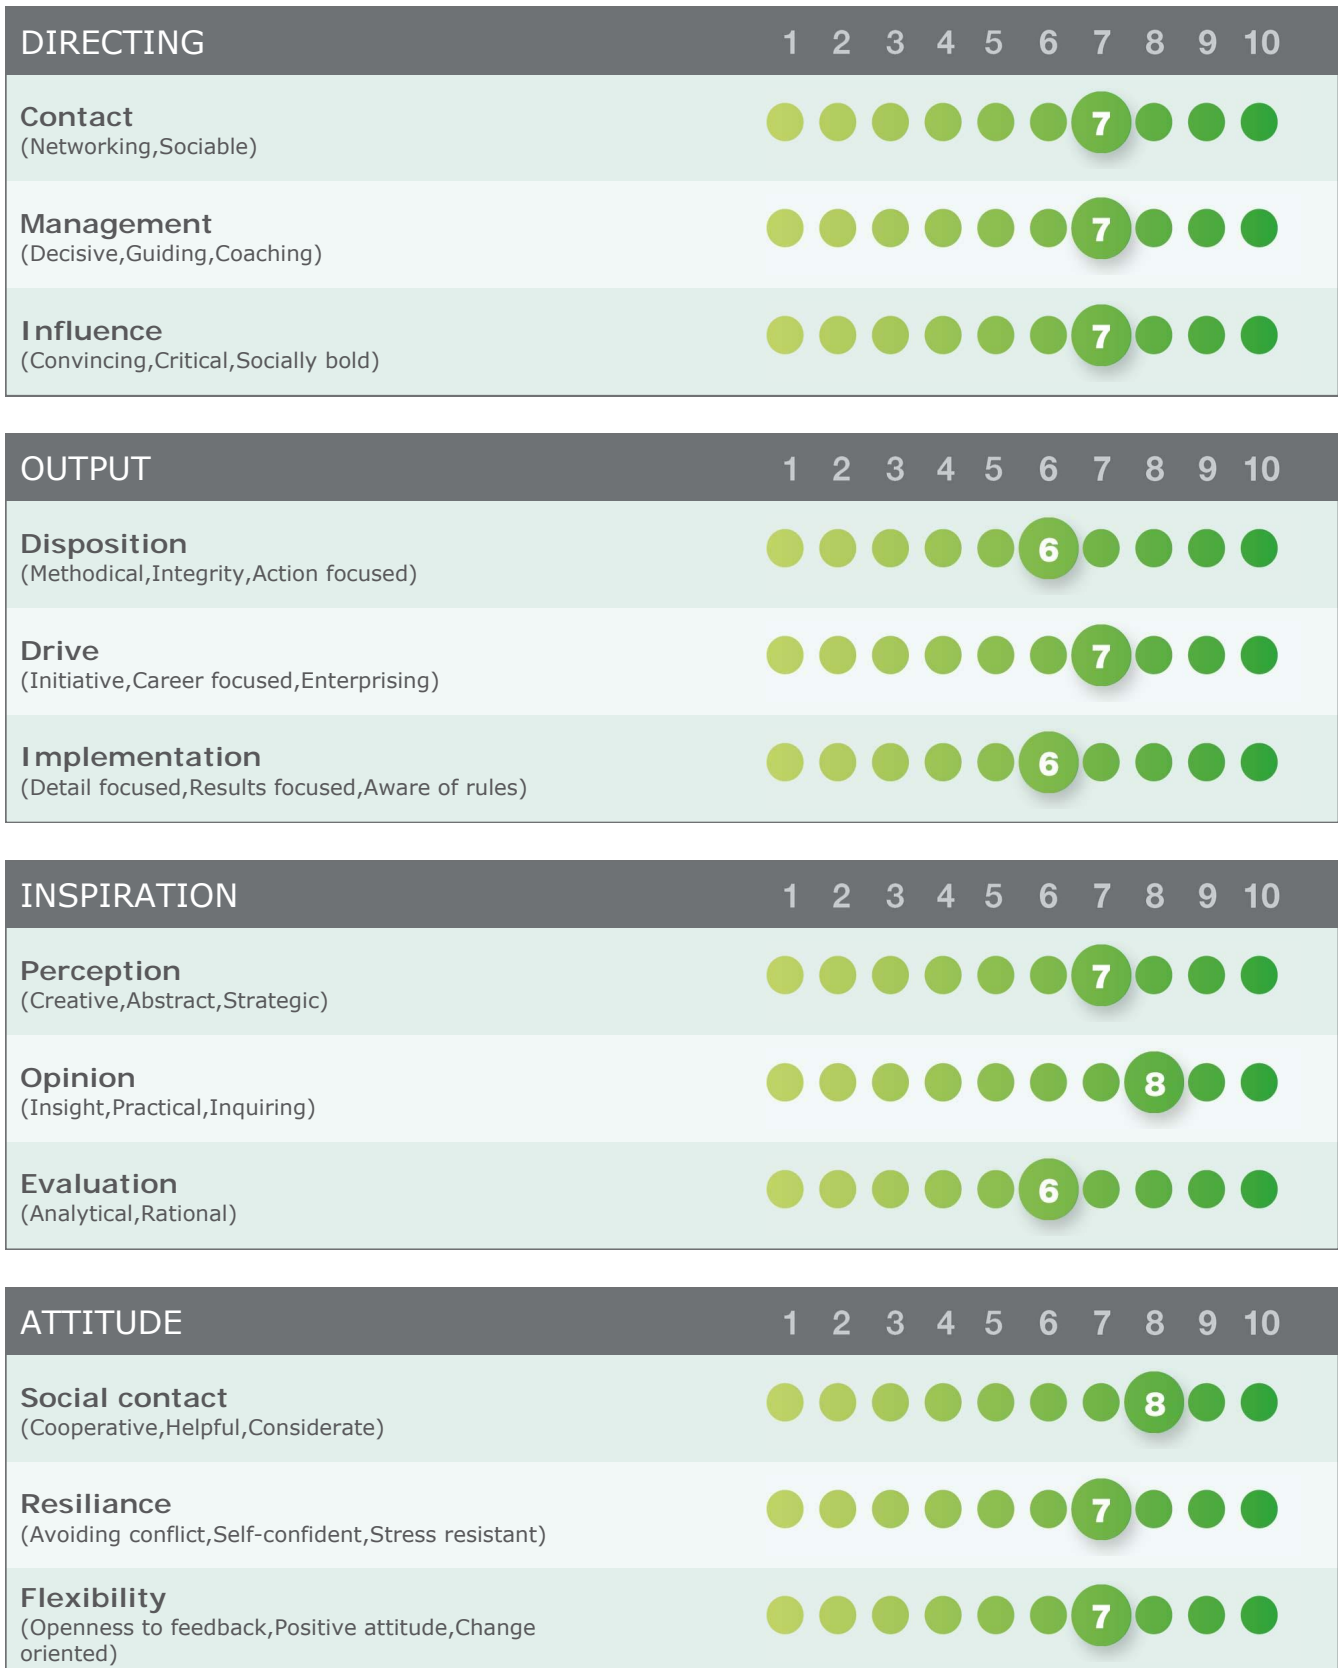 DIRECTING 1 2 3 4 5 6 7 8 9 10
Contact 7
(Networking,Sociable)
Management 7
(Decisive,Guiding,Coaching)
Influence 7
(Convincing,Critical,Socially bold)
OUTPUT 1 2 3 4 5 6 7 8 9 10
Disposition 6
(Methodical,Integrity,Action focused)
Drive 7
(Initiative,Career focused,Enterprising)
Implementation 6
(Detail focused,Results focused,Aware of rules)
INSPIRATION 1 2 3 4 5 6 7 8 9 10
Perception 7
(Creative,Abstract,Strategic)
Opinion 8
(Insight,Practical,Inquiring)
Evaluation 6
(Analytical,Rational)
ATTITUDE 1 2 3 4 5 6 7 8 9 10
Social contact 8
(Cooperative,Helpful,Considerate)
Resiliance 7
(Avoiding conflict,Self-confident,Stress resistant)
Flexibility 7
(Openness to feedback,Positive attitude,Change
oriented)